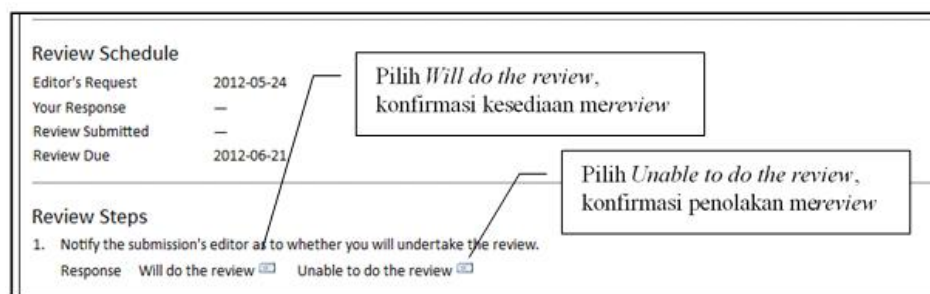 Review Schedule
Editor's Request 2012-05-24
Your Response —
Review Submitted —
Review Due 2012-06-21
Pilih Will do the review,
konfirmasi kesediaan mereview
Pilih Unable to do the review,
konfirmasi penolakan mereview
Review Steps
1. Notify the submission's editor as to whether you will undertake the review.
Response Will do the review Unable to do the review